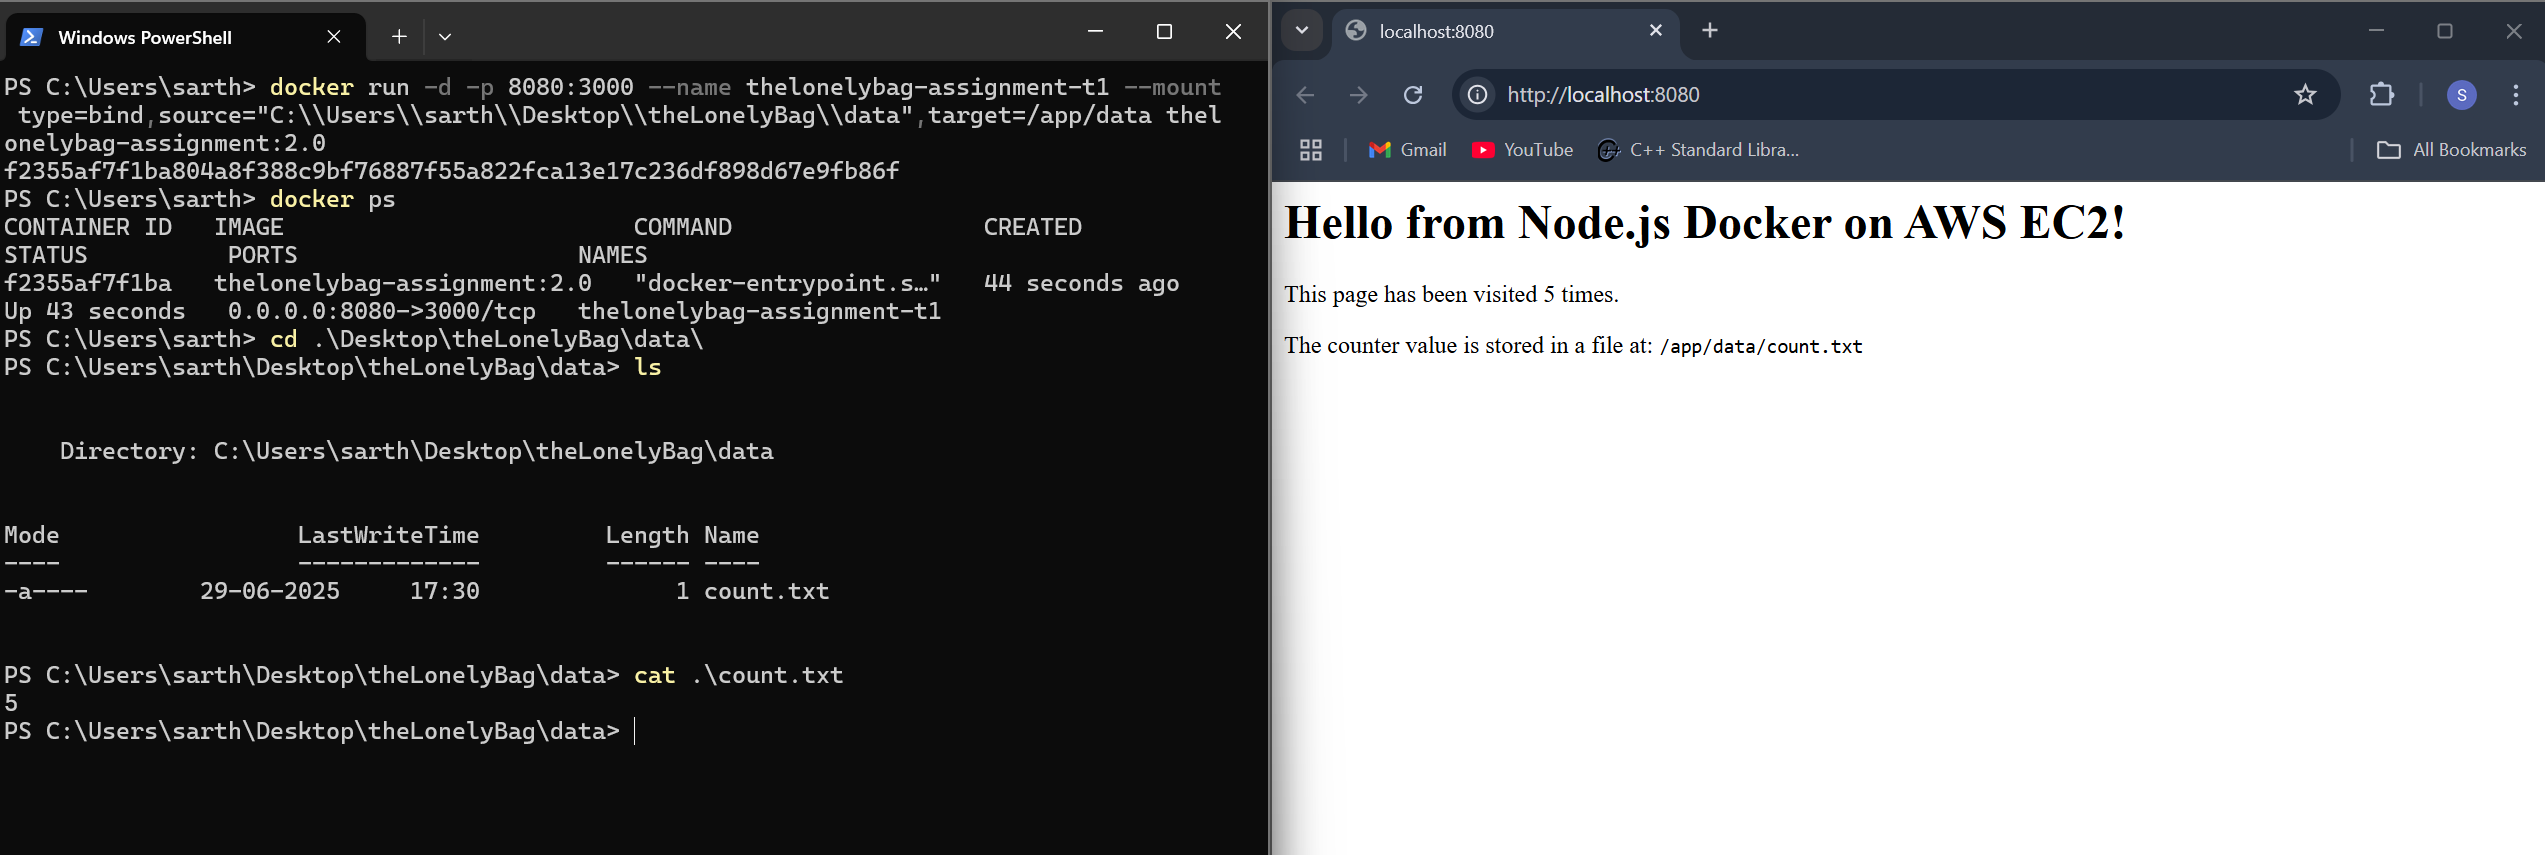 Windows PowerShell
PS C:\Users\sarth> docker run -d -p 8080:3000 --name thelonelybag-assignment-t1 --mount
 type=bind,source="C:\\Users\\sarth\\Desktop\\theLonelyBag\\data",target=/app/data thel
onelybag-assignment:2.0
f2355af7f1ba804a8f388c9bf76887f55a822fca13e17c236df898d67e9fb86f
PS C:\Users\sarth> docker ps
CONTAINER ID   IMAGE                         COMMAND                  CREATED
STATUS          PORTS                    NAMES
f2355af7f1ba   thelonelybag-assignment:2.0   "docker-entrypoint.s…"   44 seconds ago
Up 43 seconds   0.0.0.0:8080->3000/tcp   thelonelybag-assignment-t1
PS C:\Users\sarth> cd .\Desktop\theLonelyBag\data\
PS C:\Users\sarth\Desktop\theLonelyBag\data> ls
    Directory: C:\Users\sarth\Desktop\theLonelyBag\data
Mode                 LastWriteTime         Length Name
----                 -------------         ------ ----
-a----        29-06-2025     17:30              1 count.txt
PS C:\Users\sarth\Desktop\theLonelyBag\data> cat .\count.txt
5
PS C:\Users\sarth\Desktop\theLonelyBag\data>
localhost:8080
http://localhost:8080
S
Gmail YouTube C++ Standard Libra... All Bookmarks
Hello from Node.js Docker on AWS EC2!
This page has been visited 5 times.
The counter value is stored in a file at: /app/data/count.txt